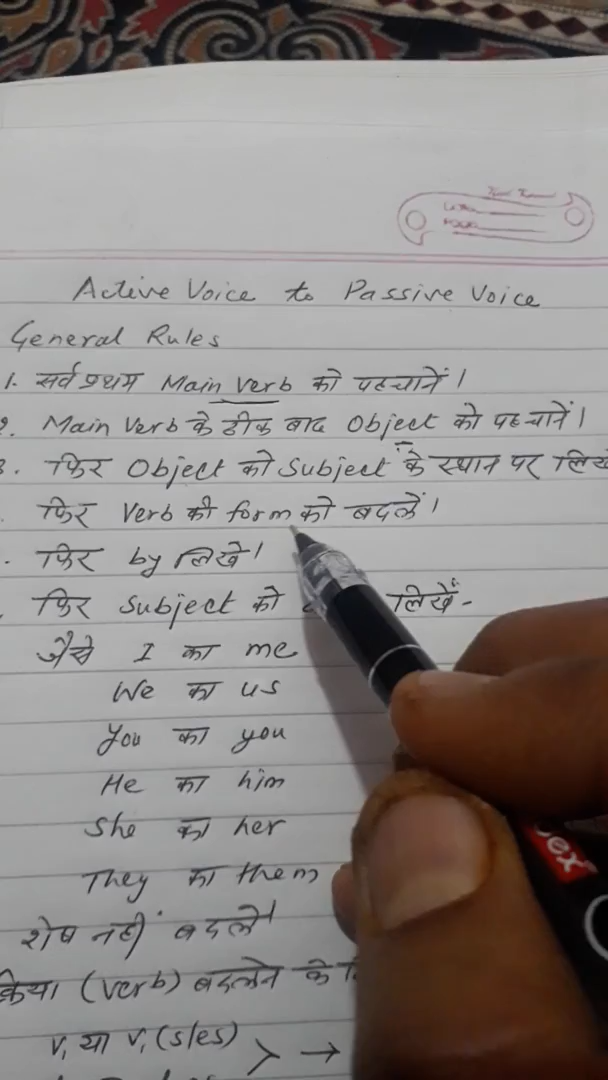 Active Voice to Passive Voice
General Rules
1. सर्व प्रथम Main verb को पहचानें।
2. Main verb के ठीक बाद Object को पहचानें।
3. फिर Object को Subject के स्थान पर
फिर Verb की form को बदलें।
फिर by लिखे।
फिर Subject को लिखें-
जैसे I का me
We का us
You का you
He का him
She का her
They का them
शेष नहीं बदले।
क्रिया (verb) बदलने के
V₁ या V₁ (s/es) > →